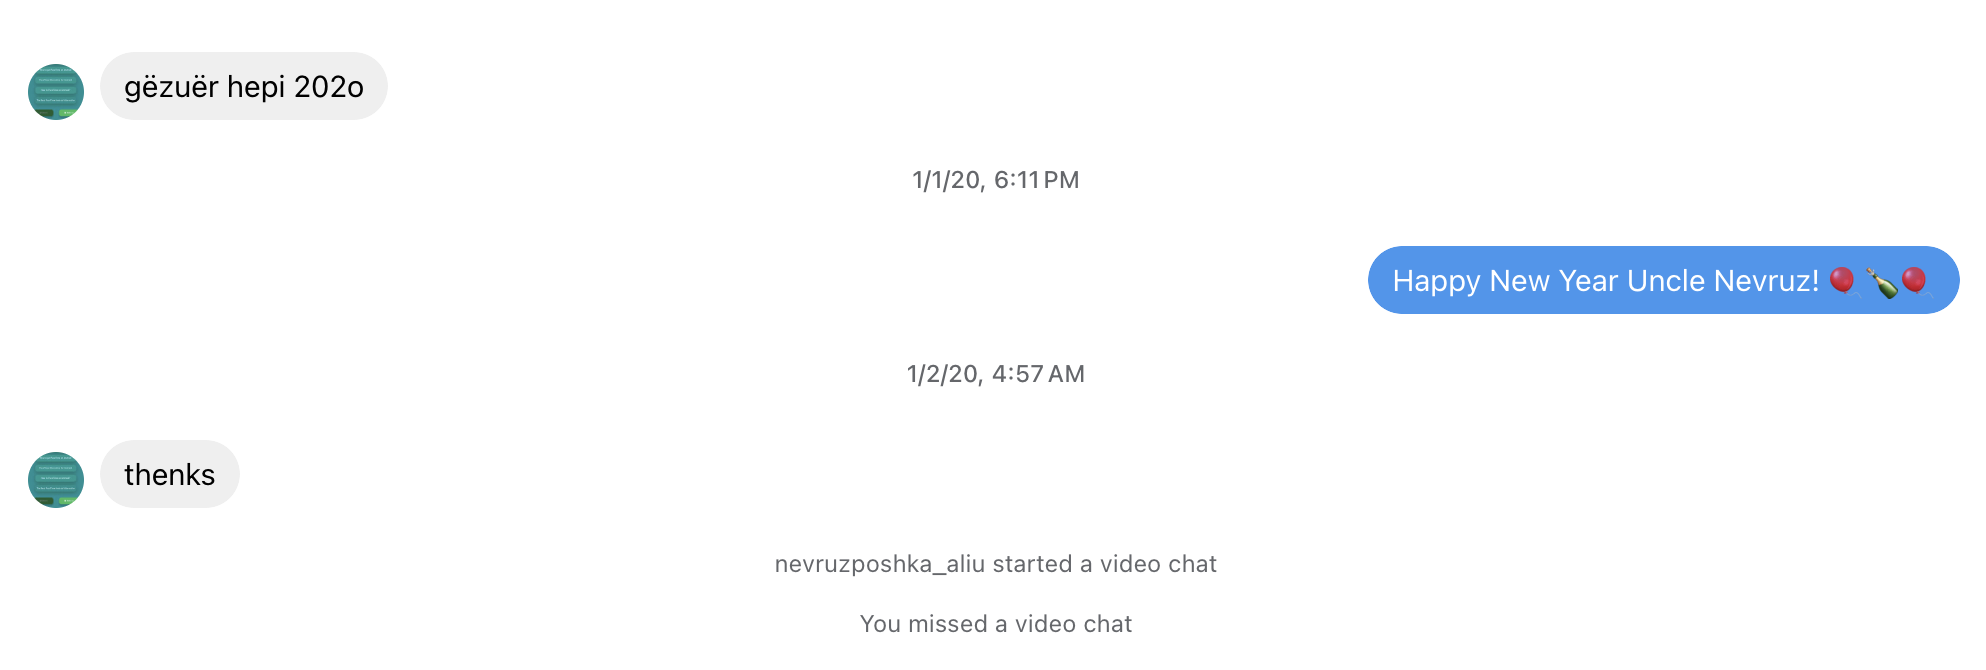 gëzuër hepi 202o
1/1/20, 6:11 PM
Happy New Year Uncle Nevruz! 🎈🍾🎈
1/2/20, 4:57 AM
thenks
nevruzposhka_aliu started a video chat
You missed a video chat